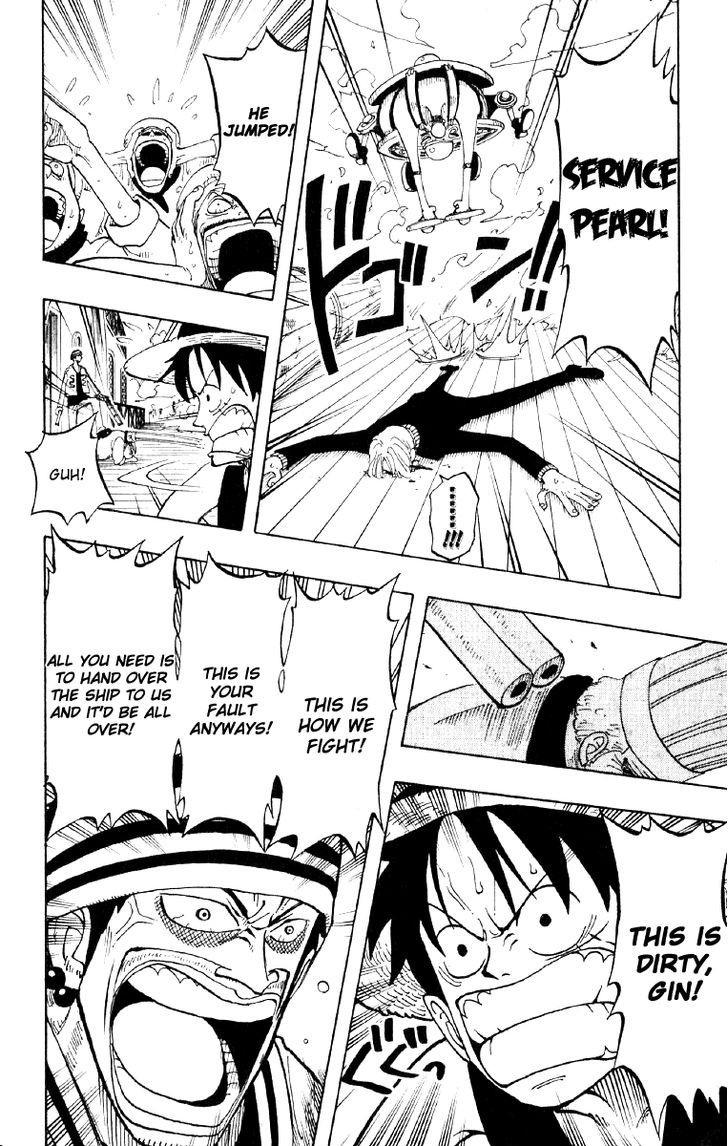 SERVICE
PEARL!
ドゴォン!!
HE
JUMPED!
.......!!!
GUH!
THIS IS
HOW WE
FIGHT!
THIS IS
YOUR
FAULT
ANYWAYS!
ALL YOU NEED IS
TO HAND OVER
THE SHIP TO US
AND IT'D BE ALL
OVER!
THIS IS
DIRTY,
GIN!